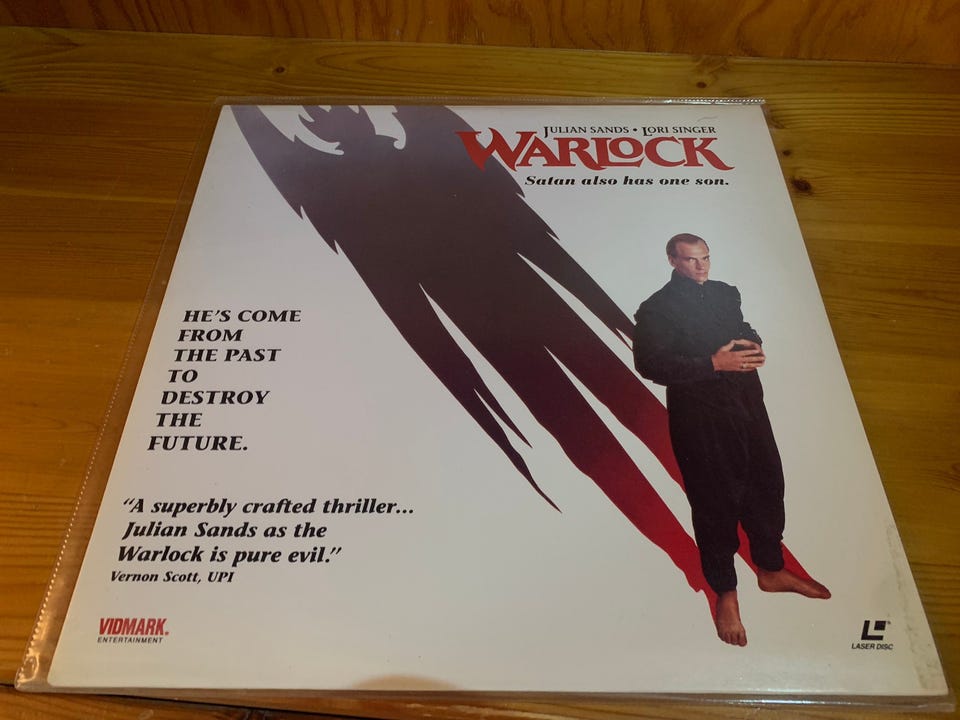 JULIAN SANDS • LORI SINGER
WARLOCK
Satan also has one son.
HE'S COME
FROM
THE PAST
TO
DESTROY
THE
FUTURE.
"A superbly crafted thriller...
Julian Sands as the
Warlock is pure evil."
Vernon Scott, UPI
VIDMARK
ENTERTAINMENT
LASER DISC